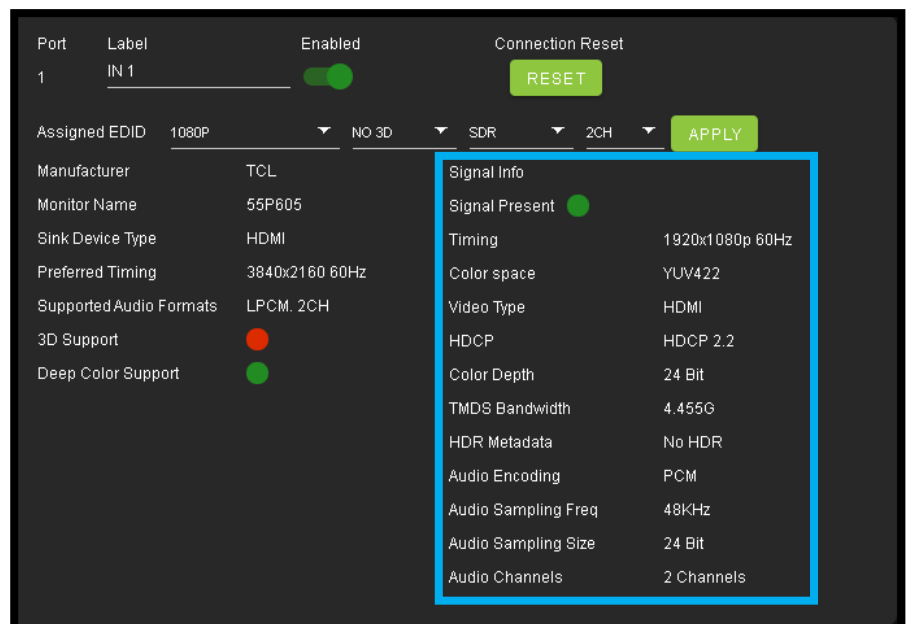 Port Label Enabled Connection Reset
1 IN 1 RESET
Assigned EDID 1080P NO 3D SDR 2CH APPLY
Manufacturer TCL
Monitor Name 55P605
Sink Device Type HDMI
Preferred Timing 3840x2160 60Hz
Supported Audio Formats LPCM. 2CH
3D Support
Deep Color Support
Signal Info
Signal Present
Timing 1920x1080p 60Hz
Color space YUV422
Video Type HDMI
HDCP HDCP 2.2
Color Depth 24 Bit
TMDS Bandwidth 4.455G
HDR Metadata No HDR
Audio Encoding PCM
Audio Sampling Freq 48KHz
Audio Sampling Size 24 Bit
Audio Channels 2 Channels